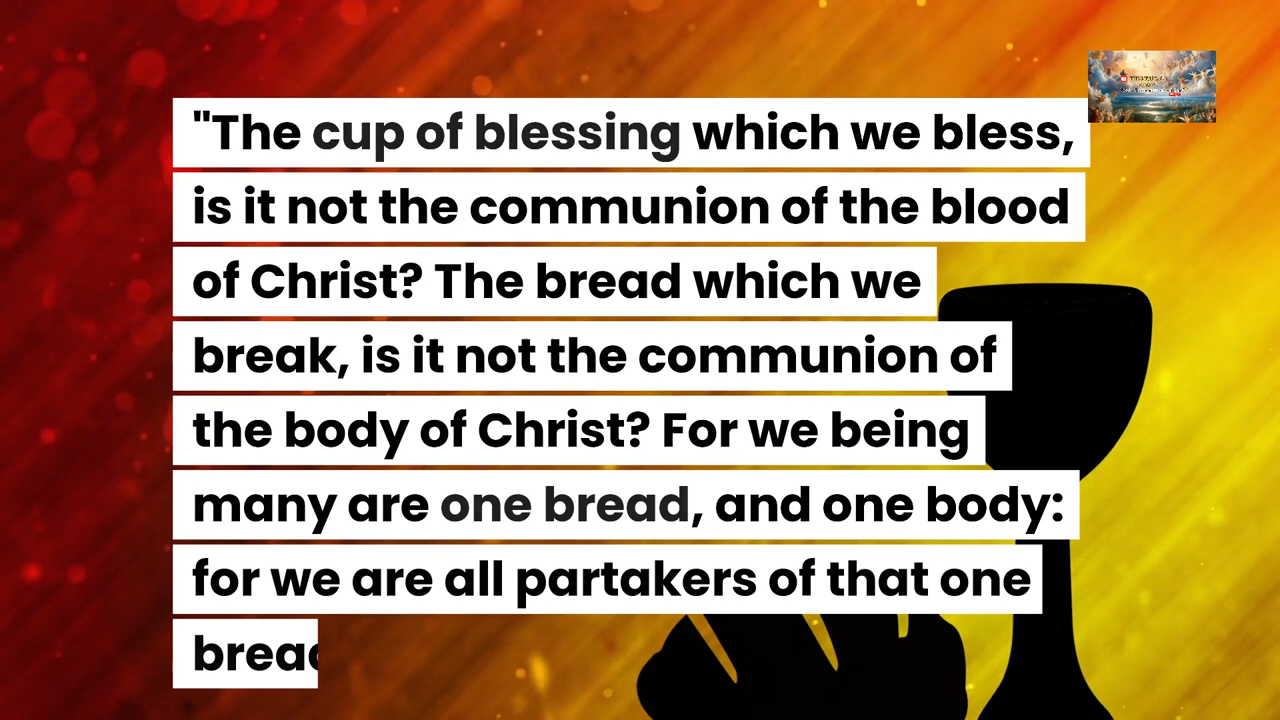 "The cup of blessing which we bless,
is it not the communion of the blood
of Christ? The bread which we
break, is it not the communion of
the body of Christ? For we being
many are one bread, and one body:
for we are all partakers of that one